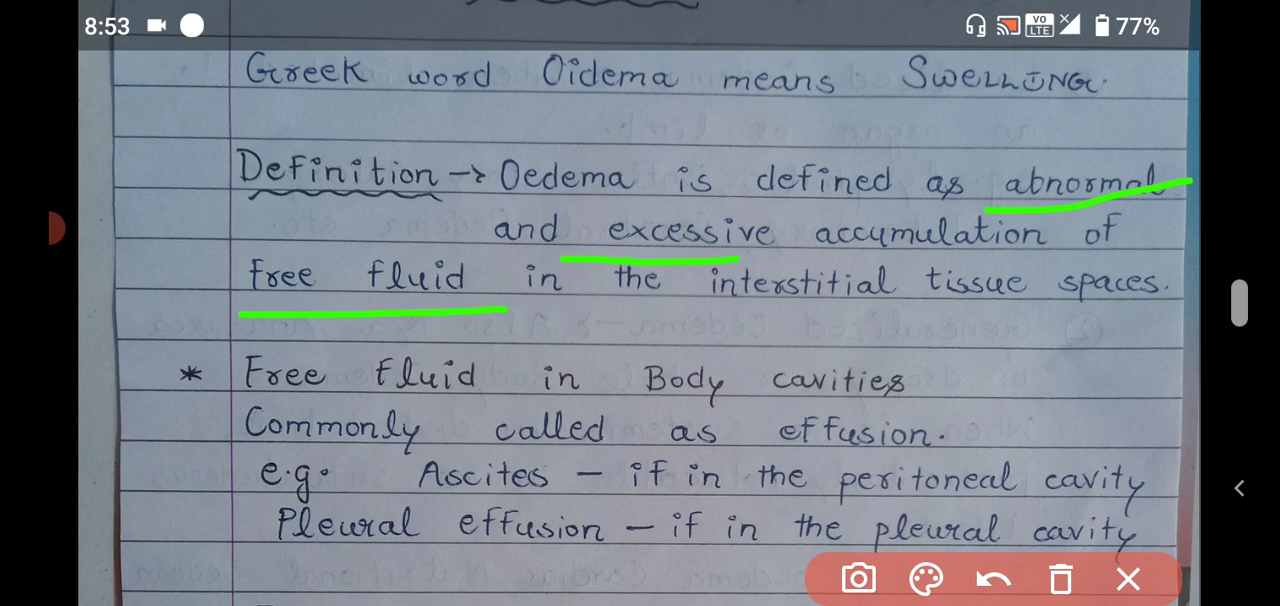 8:53
VO LTE 77%
Greek word Oidema means SWELLING.
Definition → Oedema is defined as abnormal
and excessive accumulation of
free fluid in the interstitial tissue spaces.
* Free fluid in Body cavities
Commonly called as effusion.
e.g. Ascites – if in the peritoneal cavity
Pleural effusion – if in the pleural cavity